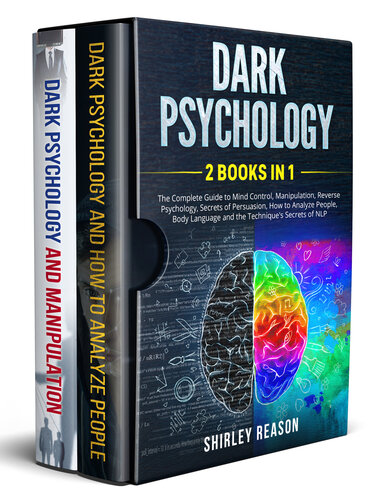 DARK PSYCHOLOGY AND MANIPULATION
DARK PSYCHOLOGY AND HOW TO ANALYZE PEOPLE
DARK
PSYCHOLOGY
2 BOOKS IN 1
The Complete Guide to Mind Control, Manipulation, Reverse
Psychology, Secrets of Persuasion, How to Analyze People,
Body Language and the Technique's Secrets of NLP
SHIRLEY REASON